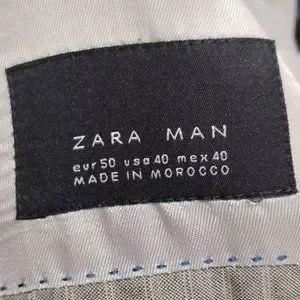 ZARA MAN
eur 50 usa 40 mex 40
MADE IN MOROCCO